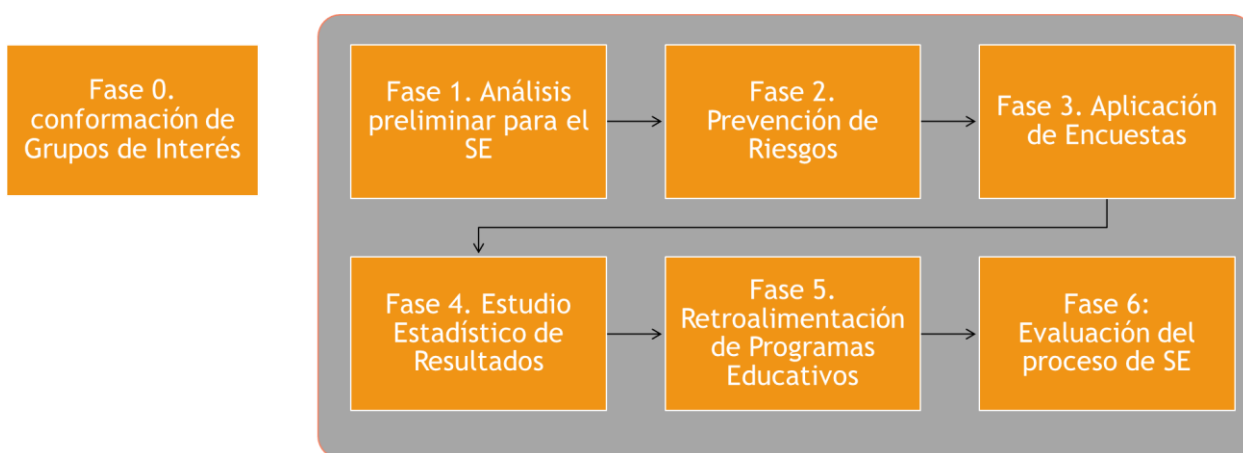 Fase 0.
conformación de
Grupos de Interés
Fase 1. Análisis
preliminar para el
SE
Fase 2.
Prevención de
Riesgos
Fase 3. Aplicación
de Encuestas
Fase 4. Estudio
Estadístico de
Resultados
Fase 5.
Retroalimentación
de Programas
Educativos
Fase 6:
Evaluación del
proceso de SE